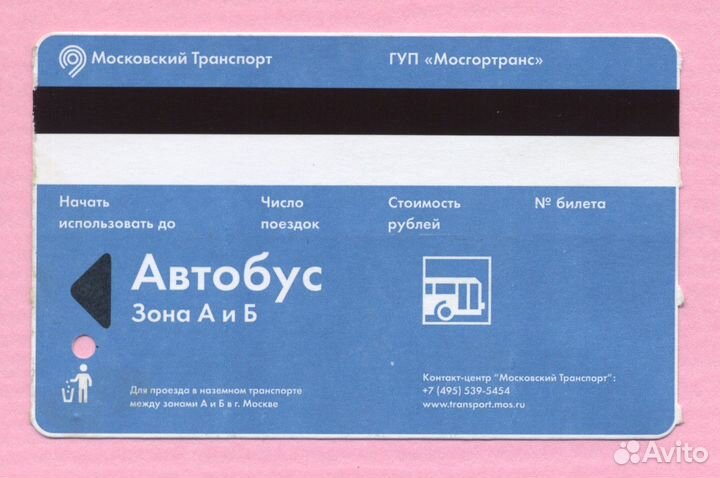 Московский Транспорт
ГУП «Мосгортранс»
Начать использовать до
Число поездок
Стоимость рублей
№ билета
Автобус
Зона А и Б
Для проезда в наземном транспорте
между зонами А и Б в г. Москве
Контакт-центр "Московский Транспорт":
+7 (495) 539-5454
www.transport.mos.ru
Avito